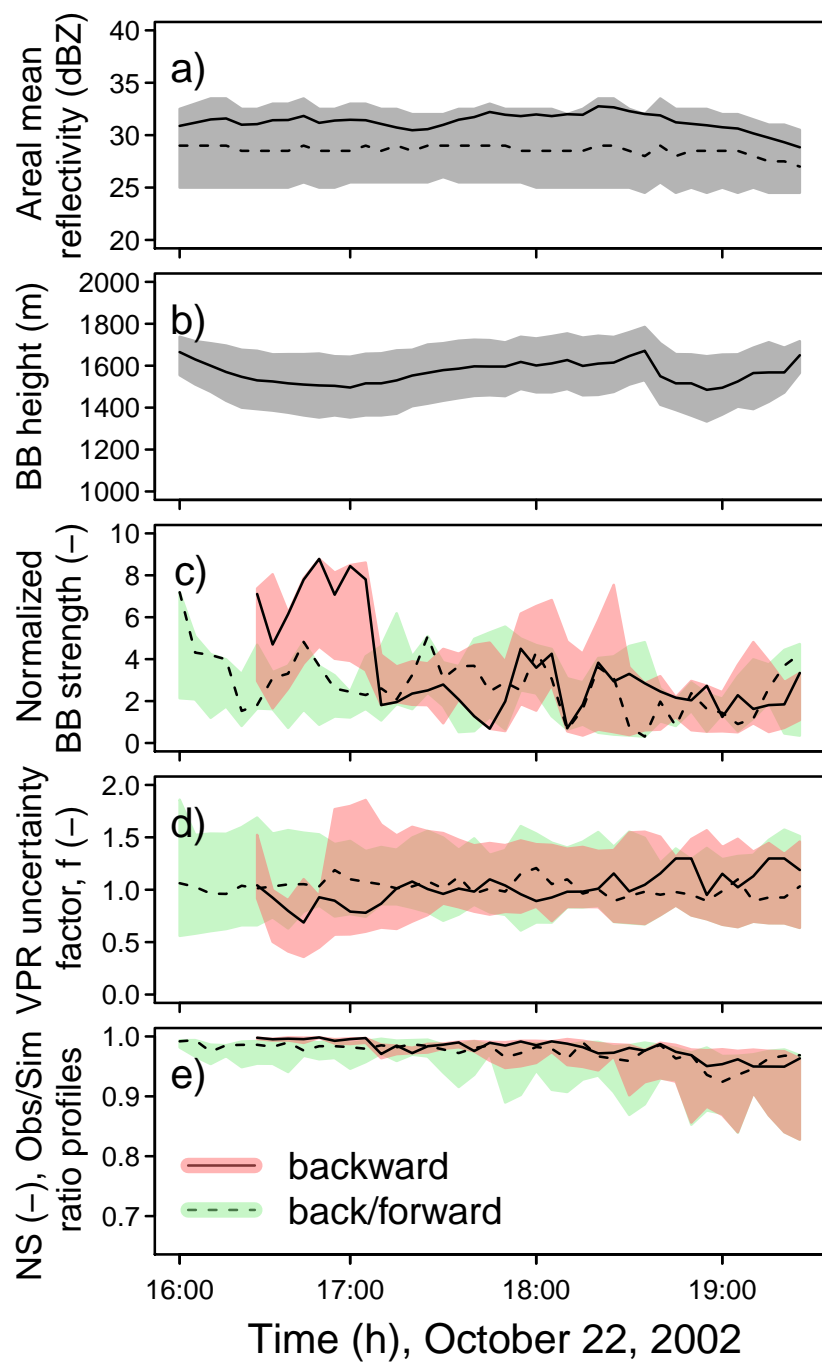 Areal mean
reflectivity (dBZ)
40
35
30
25
20
a)
BB height (m)
2000
1800
1600
1400
1200
1000
b)
Normalized
BB strength (−)
10
8
6
4
2
0
c)
VPR uncertainty
factor, f (−)
2.0
1.5
1.0
0.5
0.0
d)
NS (−), Obs/Sim
ratio profiles
1.0
0.9
0.8
0.7
e)
backward
back/forward
16:00 17:00 18:00 19:00
Time (h), October 22, 2002